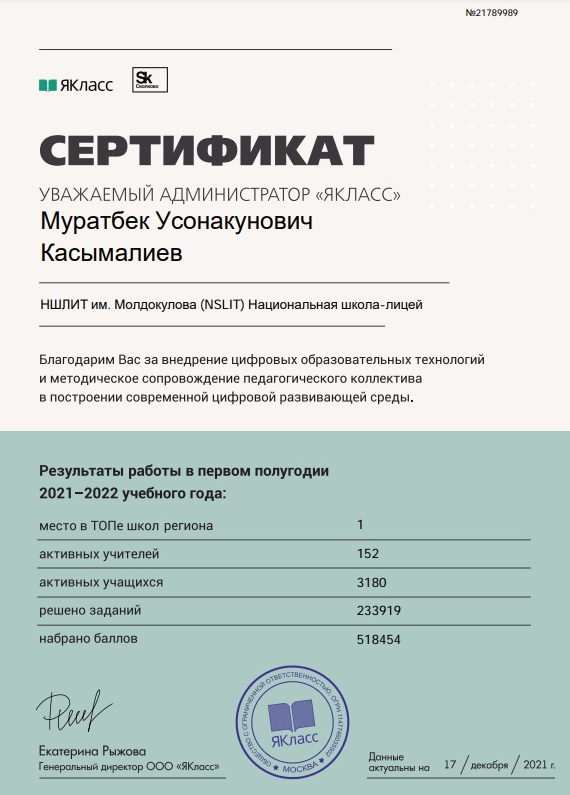 №21789989
ЯКласс
Sk
Сколково
СЕРТИФИКАТ
УВАЖАЕМЫЙ АДМИНИСТРАТОР «ЯКЛАСС»
Муратбек Усонакунович
Касымалиев
НШЛИТ им. Молдокулова (NSLIT) Национальная школа-лицей
Благодарим Вас за внедрение цифровых образовательных технологий
и методическое сопровождение педагогического коллектива
в построении современной цифровой развивающей среды.
Результаты работы в первом полугодии
2021–2022 учебного года:
место в ТОПе школ региона 1
активных учителей 152
активных учащихся 3180
решено заданий 233919
набрано баллов 518454
ОБЩЕСТВО С ОГРАНИЧЕННОЙ ОТВЕТСТВЕННОСТЬЮ
ЯКласс
МОСКВА
Екатерина Рыжова
Генеральный директор ООО «ЯКласс»
Данные
актуальны на 17 / декабря / 2021 г.